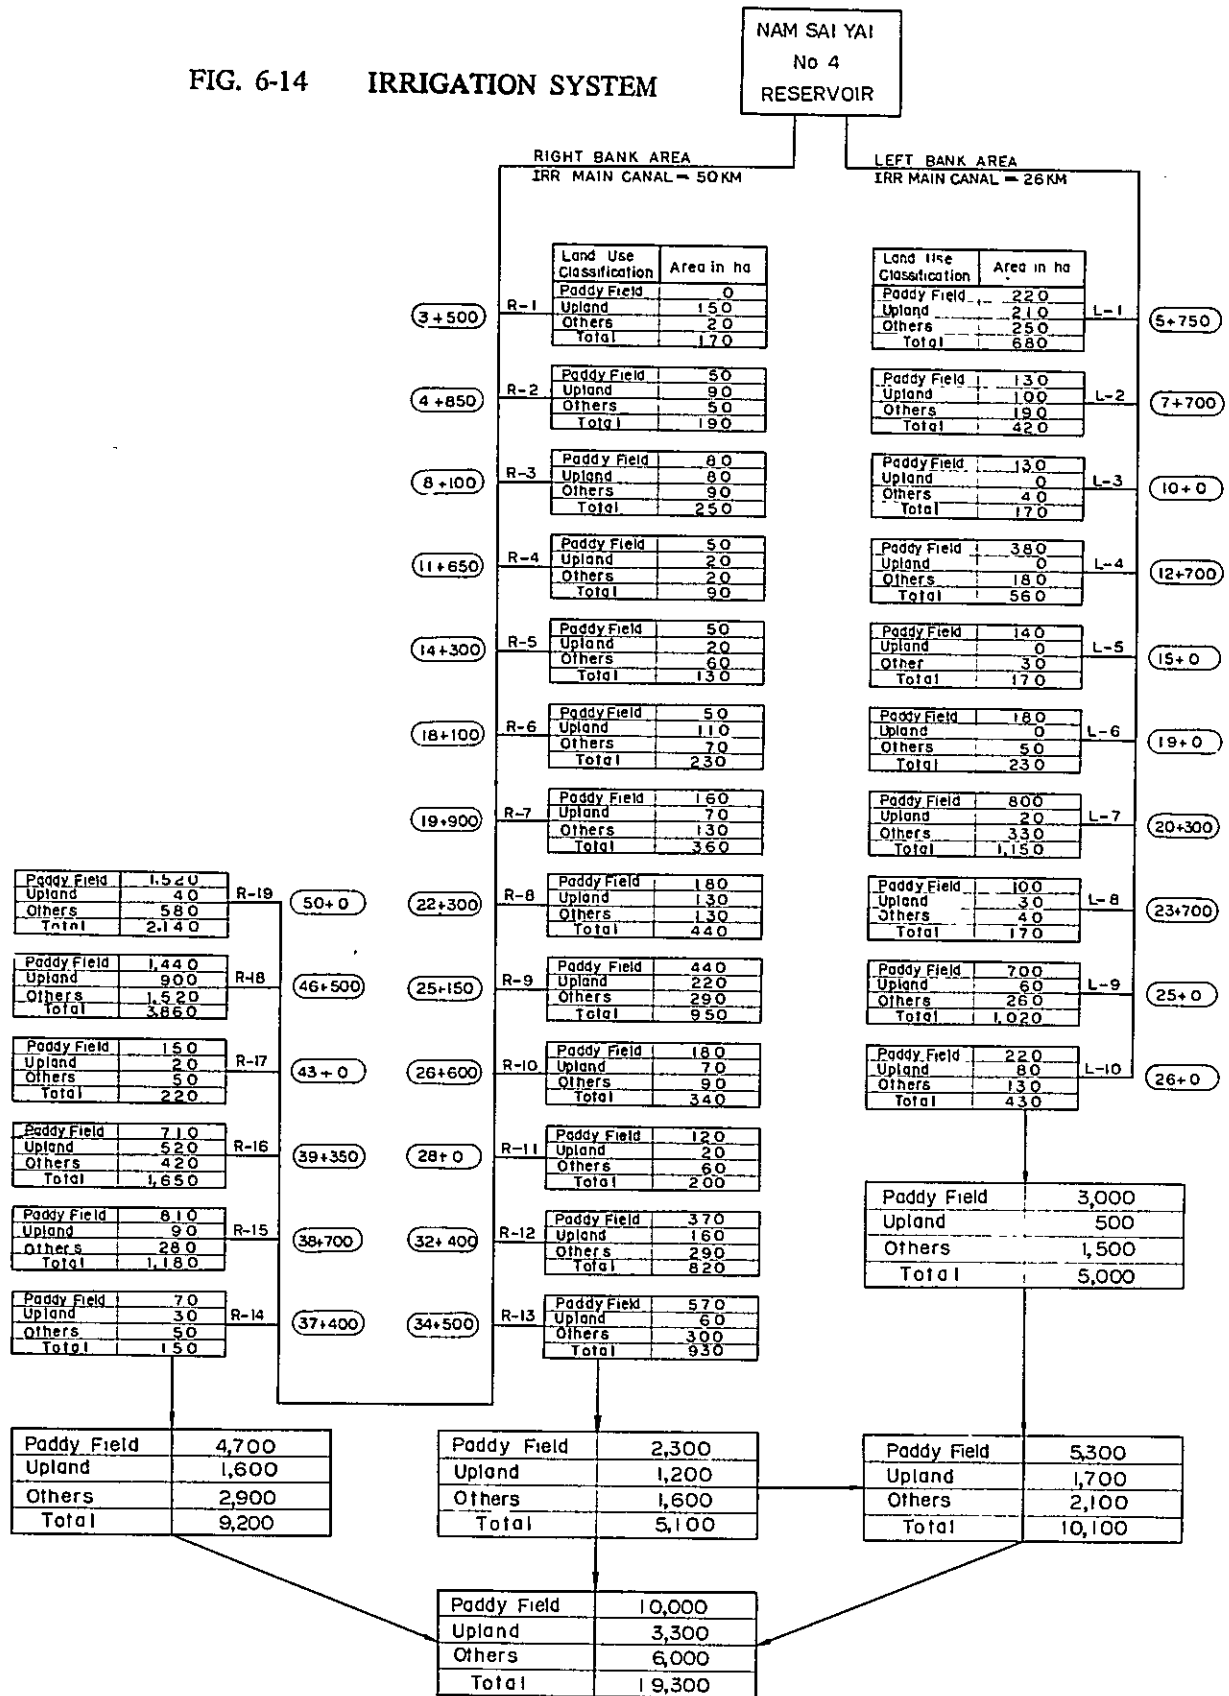 NAM SAI YAI
No 4
RESERVOIR
FIG. 6-14 IRRIGATION SYSTEM
RIGHT BANK AREA
IRR MAIN CANAL = 50KM
LEFT BANK AREA
IRR MAIN CANAL = 26KM
Land Use Classification Area in ha
3+500 R-1
Paddy Field 0
Upland 150
Others 20
Total 170
4+850 R-2
Paddy Field 50
Upland 90
Others 50
Total 190
8+100 R-3
Paddy Field 80
Upland 80
Others 90
Total 250
11+650 R-4
Paddy Field 50
Upland 20
Others 20
Total 90
14+300 R-5
Paddy Field 50
Upland 20
Others 60
Total 130
18+100 R-6
Paddy Field 50
Upland 110
Others 70
Total 230
19+900 R-7
Paddy Field 160
Upland 70
Others 130
Total 360
22+300 R-8
Paddy Field 180
Upland 130
Others 130
Total 440
25+150 R-9
Paddy Field 440
Upland 220
Others 290
Total 950
26+600 R-10
Paddy Field 180
Upland 70
Others 90
Total 340
28+0 R-11
Paddy Field 120
Upland 20
Others 60
Total 200
32+400 R-12
Paddy Field 370
Upland 160
Others 290
Total 820
34+500 R-13
Paddy Field 570
Upland 60
Others 300
Total 930
Land Use Classification Area in ha
L-1 5+750
Paddy Field 220
Upland 210
Others 250
Total 680
L-2 7+700
Paddy Field 130
Upland 100
Others 190
Total 420
L-3 10+0
Paddy Field 130
Upland 0
Others 40
Total 170
L-4 12+700
Paddy Field 380
Upland 0
Others 180
Total 560
L-5 15+0
Paddy Field 140
Upland 0
Other 30
Total 170
L-6 19+0
Paddy Field 180
Upland 0
Others 50
Total 230
L-7 20+300
Paddy Field 800
Upland 20
Others 330
Total 1,150
L-8 23+700
Paddy Field 100
Upland 30
Others 40
Total 170
L-9 25+0
Paddy Field 700
Upland 60
Others 260
Total 1,020
L-10 26+0
Paddy Field 220
Upland 80
Others 130
Total 430
R-19 50+0
Paddy Field 1,520
Upland 40
Others 580
Total 2.140
R-18 46+500
Paddy Field 1,440
Upland 900
Others 1,520
Total 3,860
R-17 43+0
Paddy Field 150
Upland 20
Others 50
Total 220
R-16 39+350
Paddy Field 710
Upland 520
Others 420
Total 1,650
R-15 38+700
Paddy Field 810
Upland 90
Others 280
Total 1,180
R-14 37+400
Paddy Field 70
Upland 30
Others 50
Total 150
Paddy Field 3,000
Upland 500
Others 1,500
Total 5,000
Paddy Field 4,700
Upland 1,600
Others 2,900
Total 9,200
Paddy Field 2,300
Upland 1,200
Others 1,600
Total 5,100
Paddy Field 5,300
Upland 1,700
Others 2,100
Total 10,100
Paddy Field 10,000
Upland 3,300
Others 6,000
Total 19,300